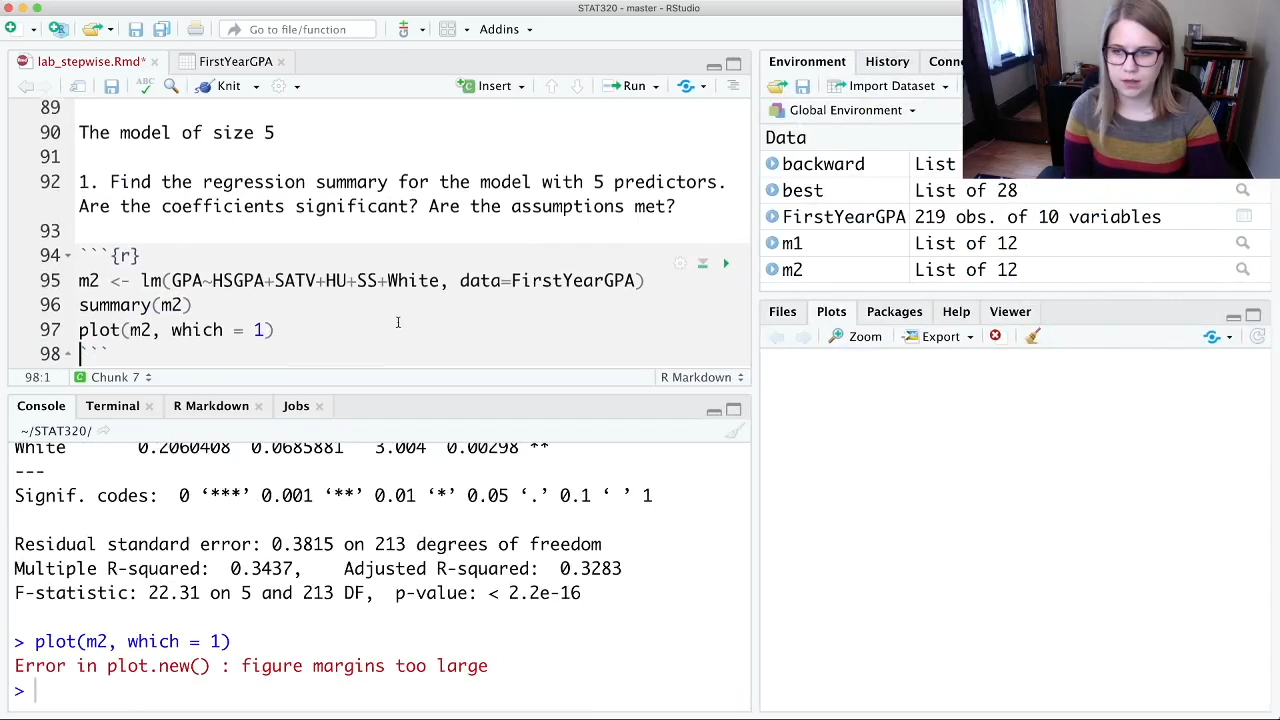 STAT320 - master - RStudio
Go to file/function
Addins
lab_stepwise.Rmd*
FirstYearGPA
ABC
Knit
Insert
Run
89
90 The model of size 5
91
92 1. Find the regression summary for the model with 5 predictors.
Are the coefficients significant? Are the assumptions met?
93
94 ```{r}
95 m2 <- lm(GPA~HSGPA+SATV+HU+SS+White, data=FirstYearGPA)
96 summary(m2)
97 plot(m2, which = 1)
98 ```
98:1 Chunk 7 R Markdown
Console Terminal R Markdown Jobs
~/STAT320/
White 0.2060408 0.0685881 3.004 0.00298 **
---
Signif. codes: 0 ‘***’ 0.001 ‘**’ 0.01 ‘*’ 0.05 ‘.’ 0.1 ‘ ’ 1
Residual standard error: 0.3815 on 213 degrees of freedom
Multiple R-squared: 0.3437, Adjusted R-squared: 0.3283
F-statistic: 22.31 on 5 and 213 DF, p-value: < 2.2e-16
> plot(m2, which = 1)
Error in plot.new() : figure margins too large
>
Environment History Conne
Import Dataset
Global Environment
Data
backward List of
best List of 28
FirstYearGPA 219 obs. of 10 variables
m1 List of 12
m2 List of 12
Files Plots Packages Help Viewer
Zoom Export